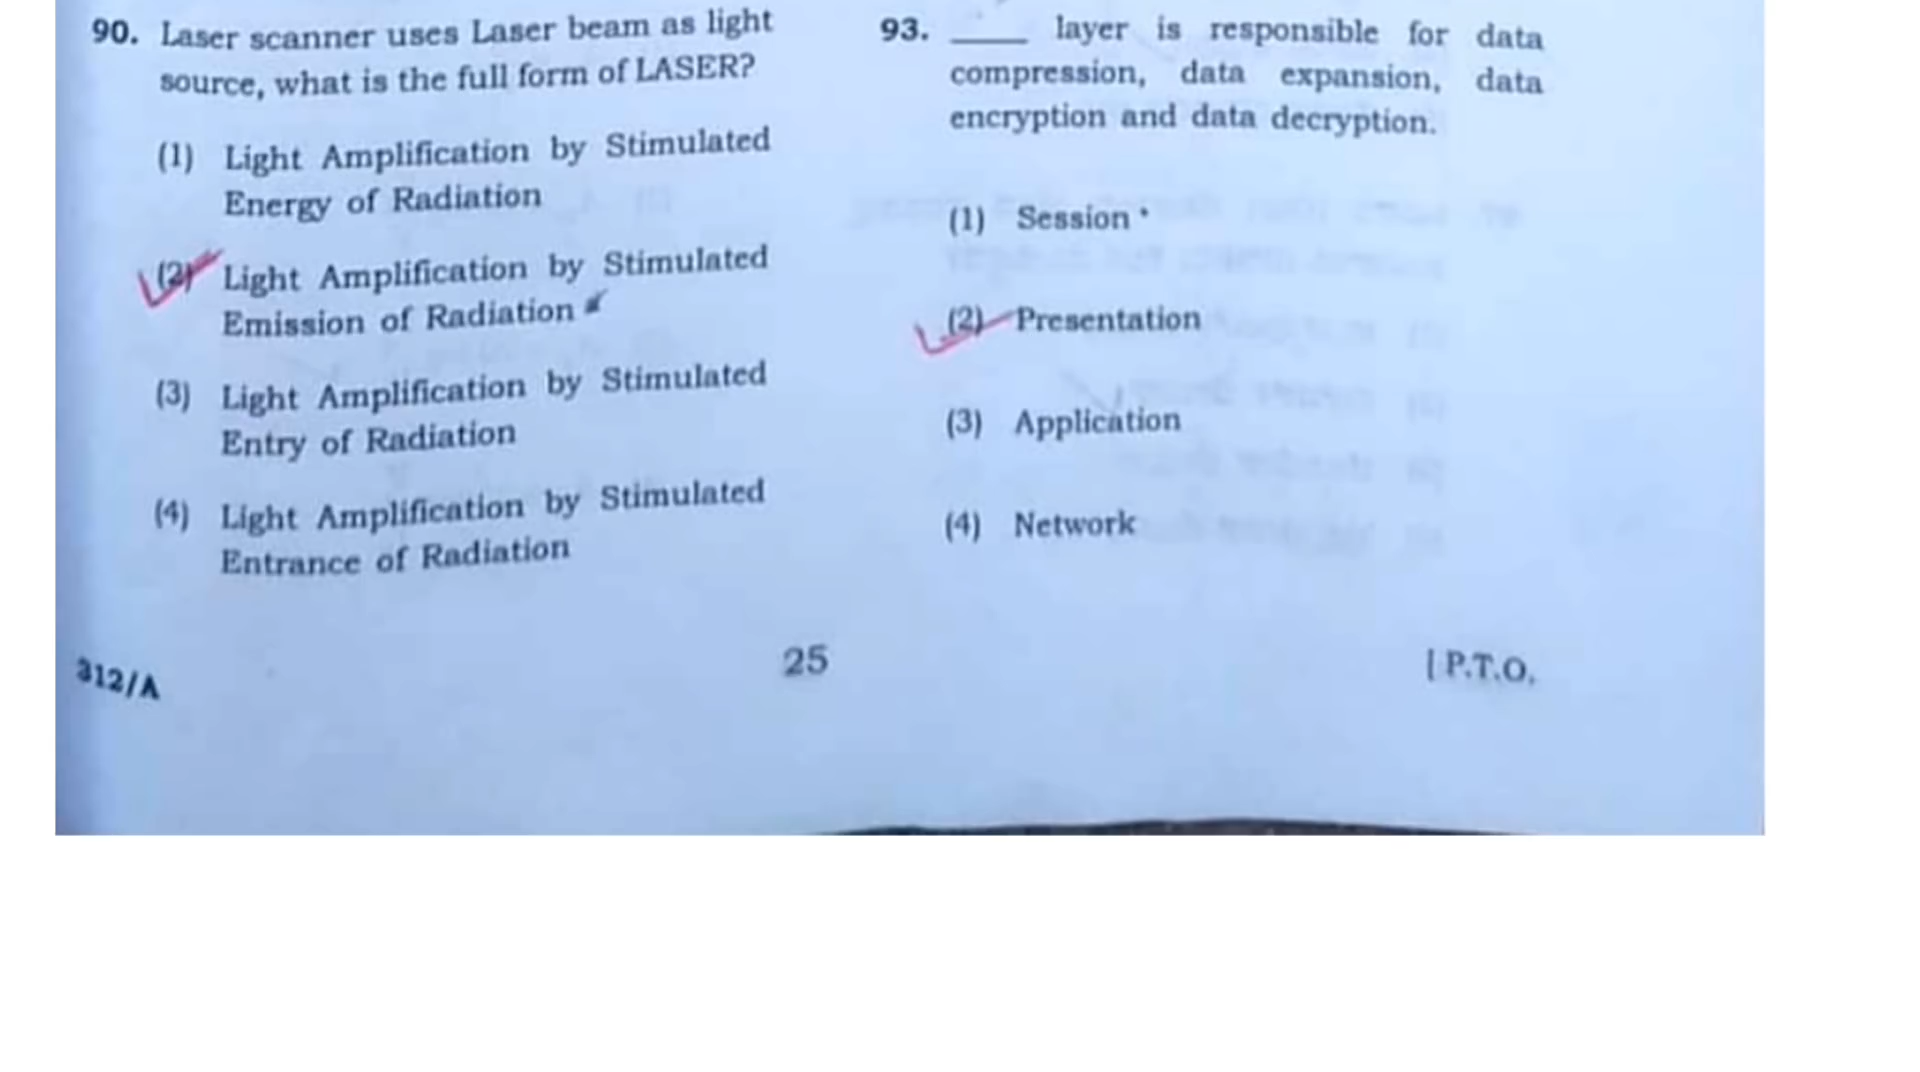 90. Laser scanner uses Laser beam as light
source, what is the full form of LASER?
(1) Light Amplification by Stimulated
Energy of Radiation
(2) Light Amplification by Stimulated
Emission of Radiation
(3) Light Amplification by Stimulated
Entry of Radiation
(4) Light Amplification by Stimulated
Entrance of Radiation
93. ____ layer is responsible for data
compression, data expansion, data
encryption and data decryption.
(1) Session
(2) Presentation
(3) Application
(4) Network
312/A
25
[ P.T.O.